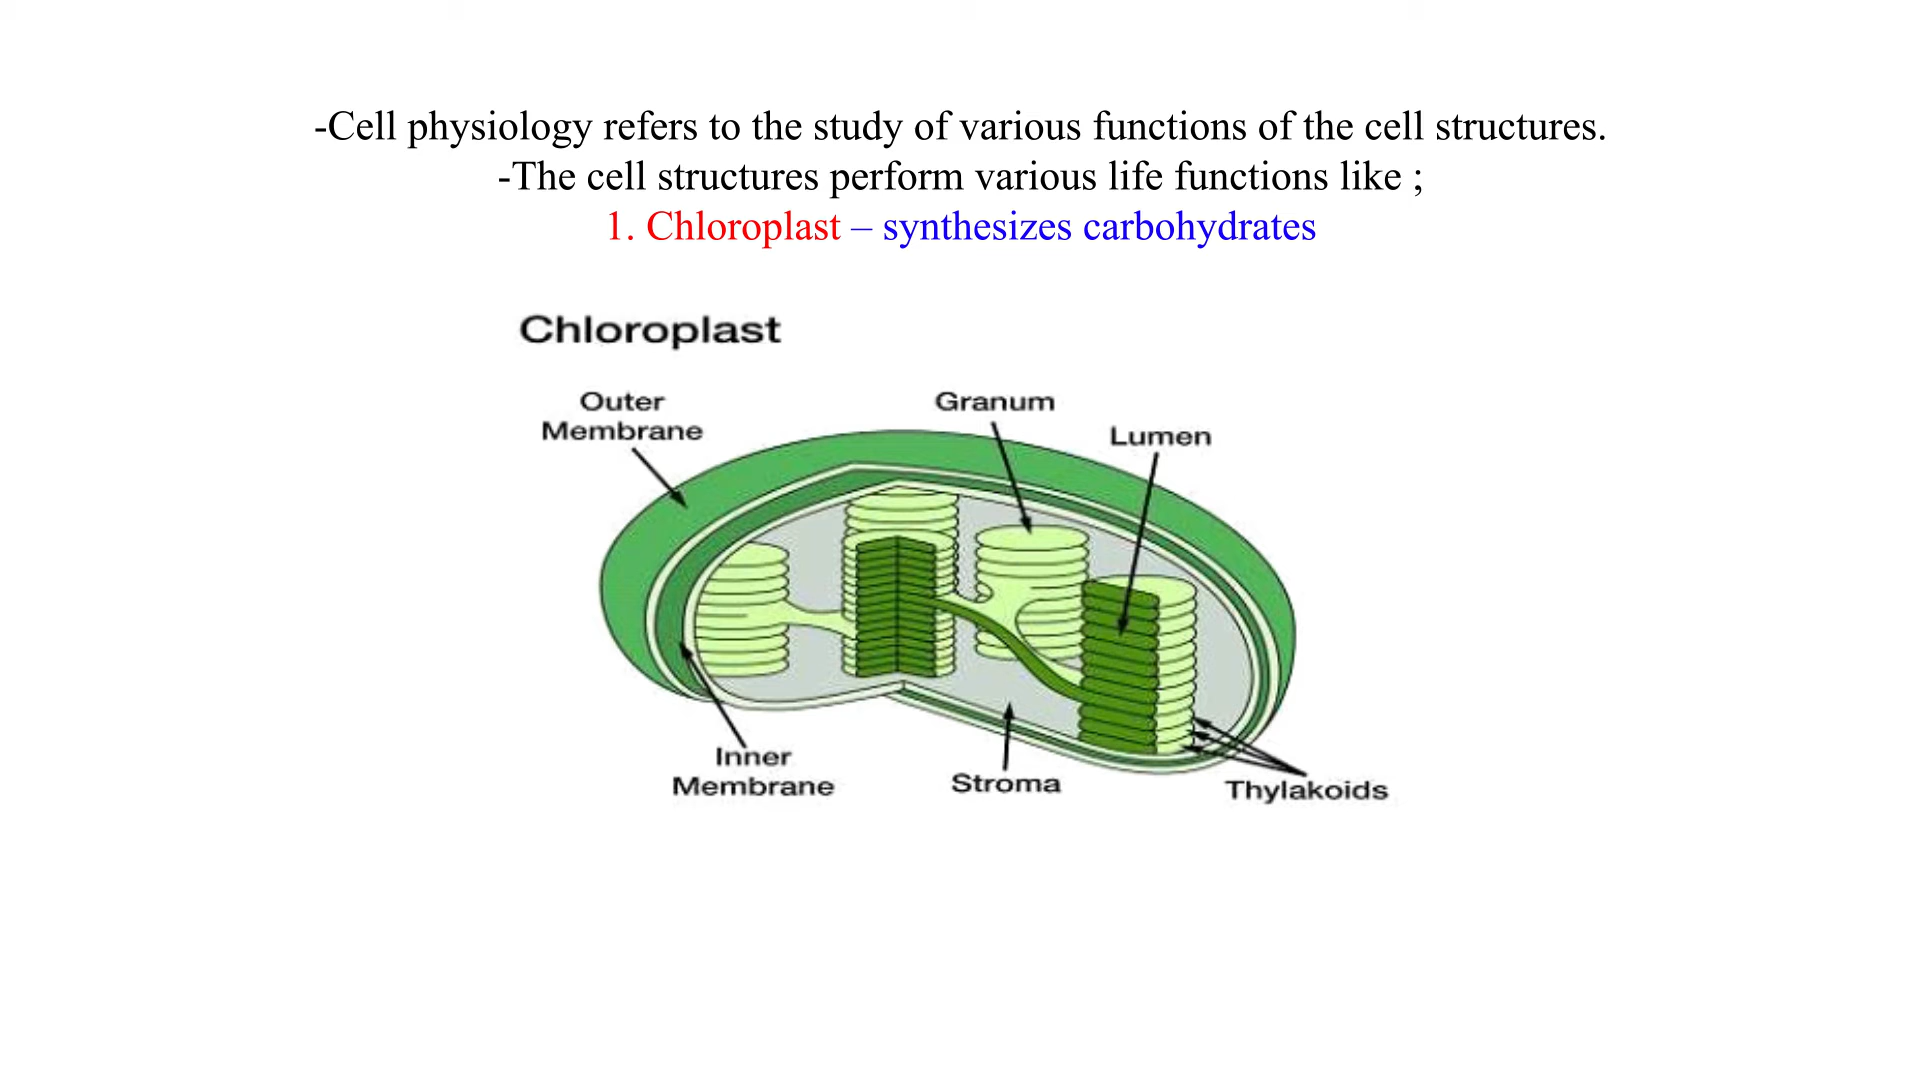 -Cell physiology refers to the study of various functions of the cell structures.
-The cell structures perform various life functions like ;
1. Chloroplast – synthesizes carbohydrates
Chloroplast
Outer
Membrane
Granum
Lumen
Inner
Membrane
Stroma
Thylakoids